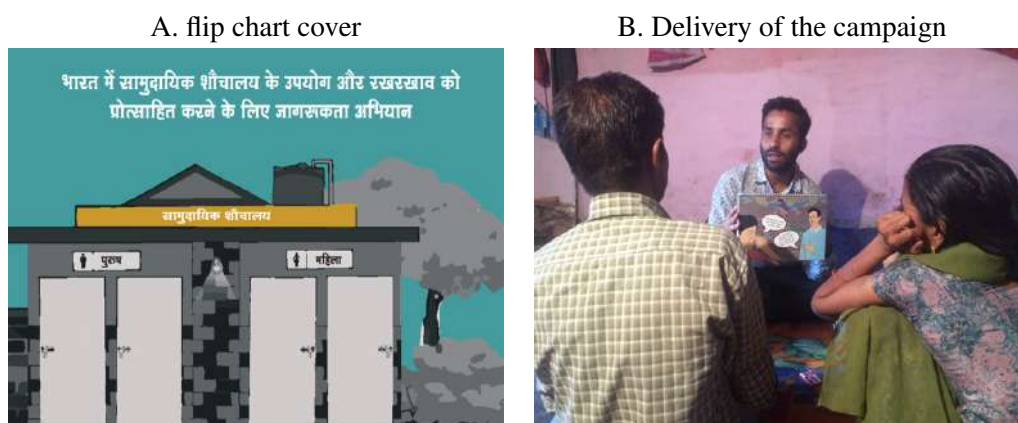 A. flip chart cover
B. Delivery of the campaign
भारत में सामुदायिक शौचालय के उपयोग और रखरखाव को
प्रोत्साहित करने के लिए जागरूकता अभियान
सामुदायिक शौचालय
पुरुष
महिला